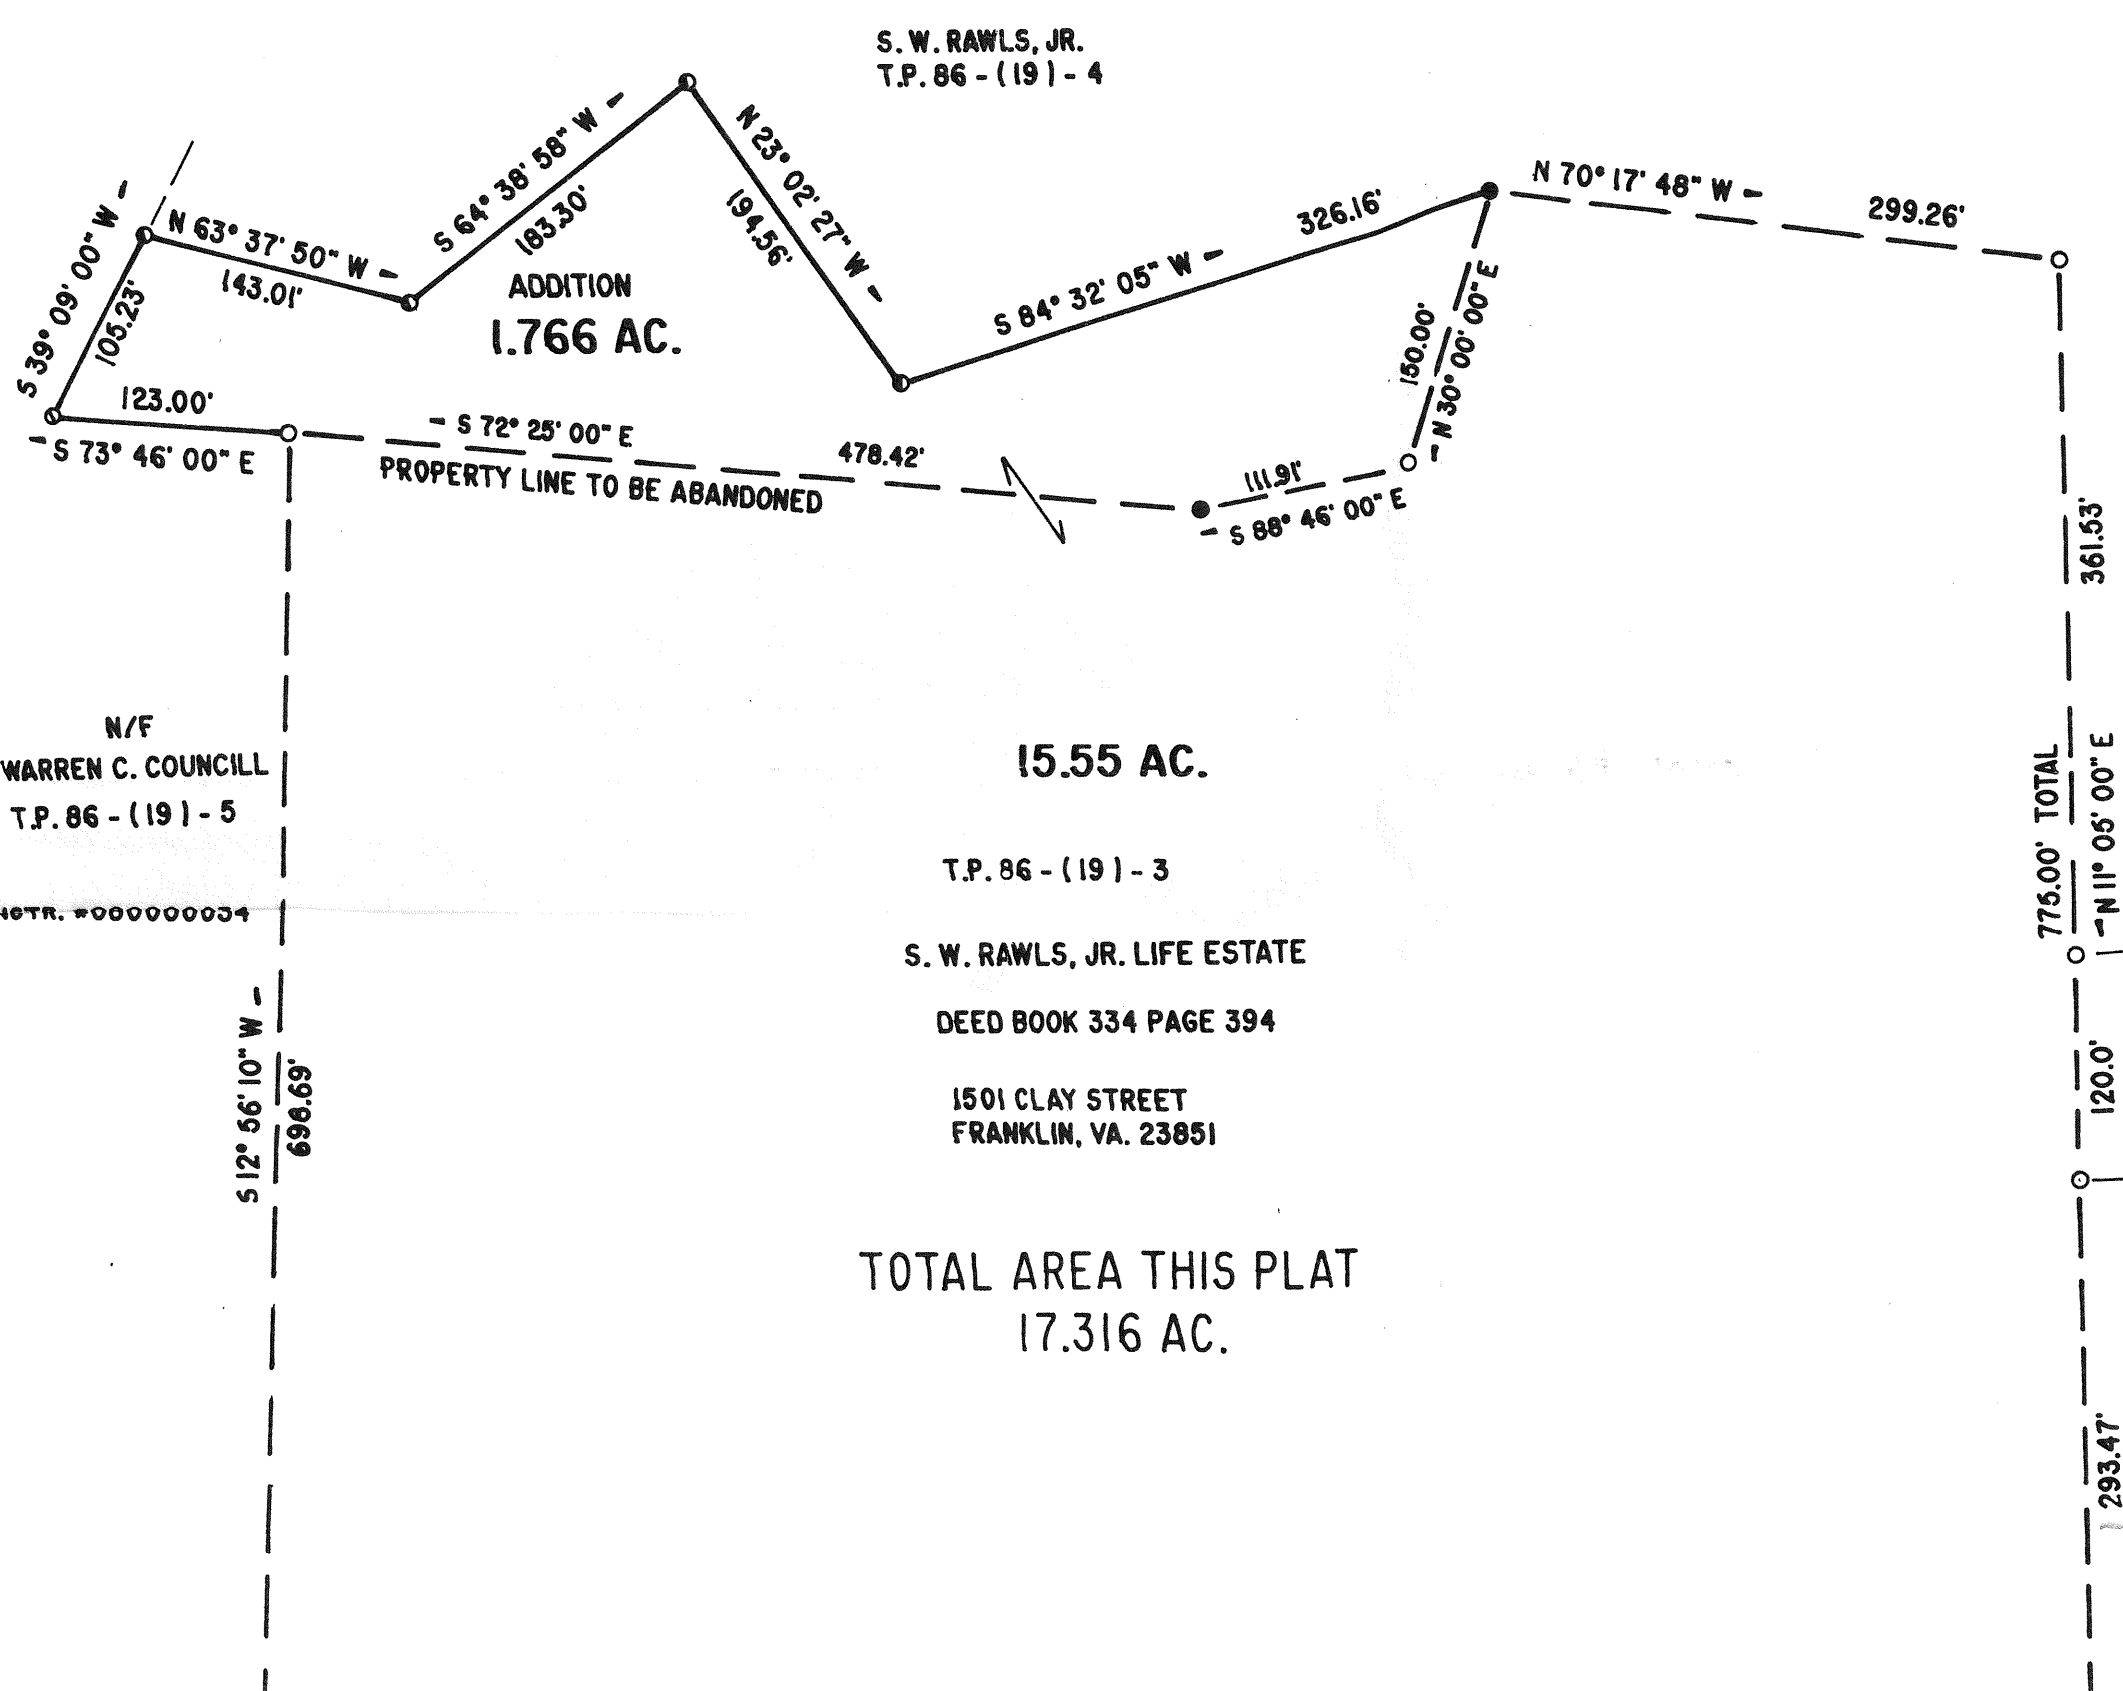 S. W. RAWLS, JR.
T.P. 86 - ( 19 ) - 4
S 39° 09' 00" W -
105.23'
N 63° 37' 50" W -
143.01'
S 64° 38' 58" W -
183.30'
N 23° 02' 27" W -
194.56'
S 84° 32' 05" W -
326.16'
N 70° 17' 48" W -
299.26'
ADDITION
1.766 AC.
150.00'
- N 30° 00' 00" E
123.00'
- S 73° 46' 00" E
- S 72° 25' 00" E
478.42'
PROPERTY LINE TO BE ABANDONED
111.91'
- S 88° 46' 00" E
361.53'
N/F
WARREN C. COUNCILL
T.P. 86 - ( 19 ) - 5
#000000034
15.55 AC.
T.P. 86 - ( 19 ) - 3
S. W. RAWLS, JR. LIFE ESTATE
DEED BOOK 334 PAGE 394
1501 CLAY STREET
FRANKLIN, VA. 23851
775.00' TOTAL
- N 11° 05' 00" E
120.0'
S 12° 56' 10" W -
698.69'
TOTAL AREA THIS PLAT
17.316 AC.
293.47'